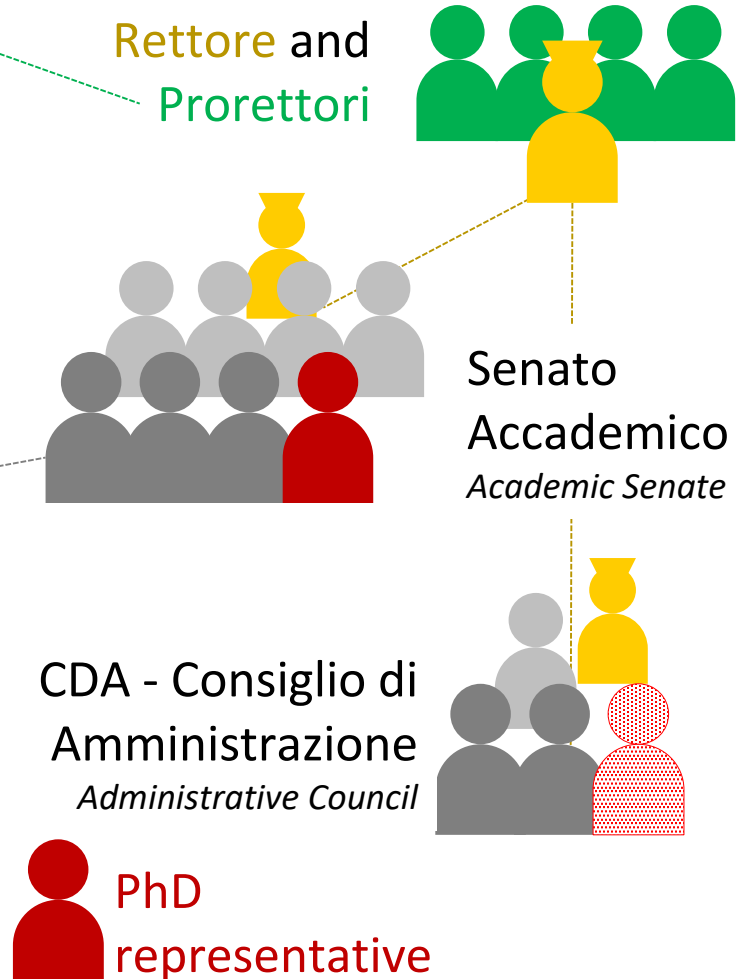 Rettore and
Prorettori
Senato
Accademico
Academic Senate
CDA - Consiglio di
Amministrazione
Administrative Council
PhD
representative